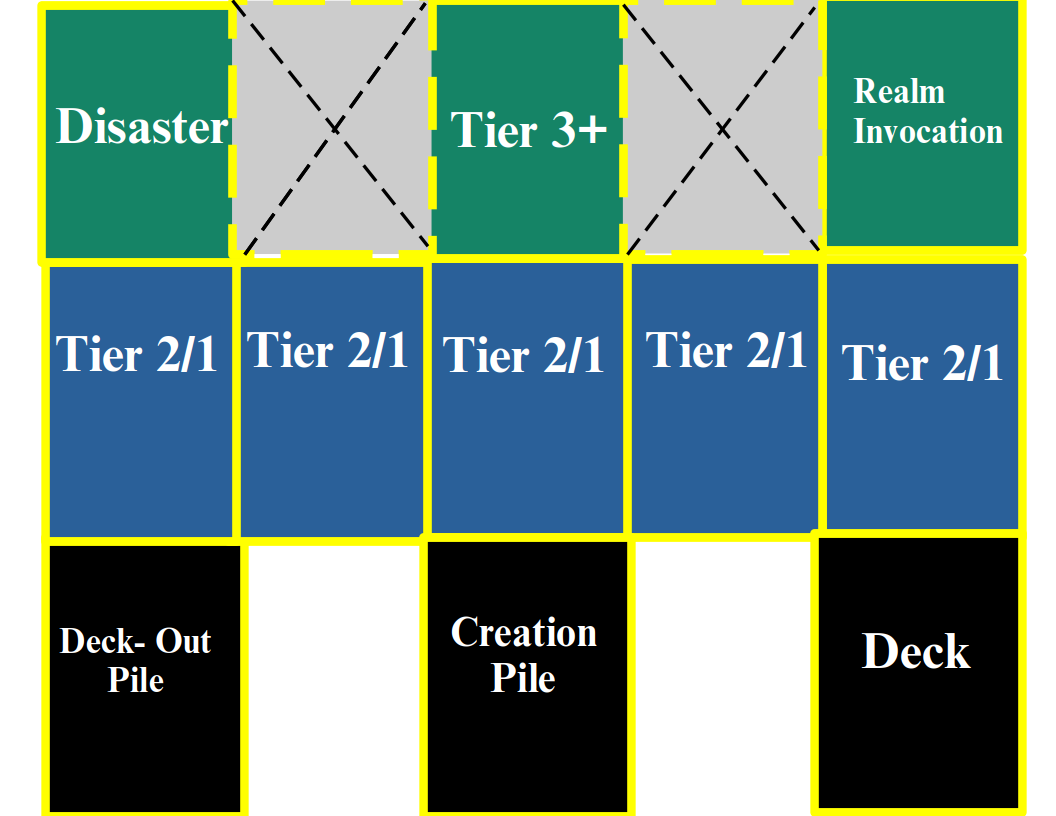 Disaster
Tier 3+
Realm
Invocation
Tier 2/1
Tier 2/1
Tier 2/1
Tier 2/1
Tier 2/1
Deck- Out
Pile
Creation
Pile
Deck